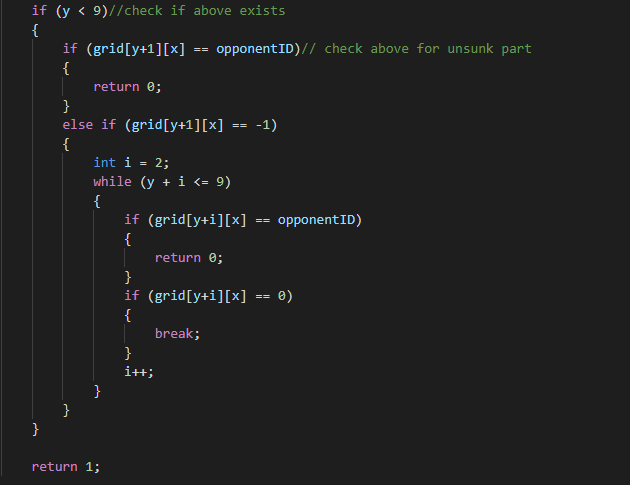 if (y < 9)//check if above exists
{
if (grid[y+1][x] == opponentID)// check above for unsunk part
{
return 0;
}
else if (grid[y+1][x] == -1)
{
int i = 2;
while (y + i <= 9)
{
if (grid[y+i][x] == opponentID)
{
return 0;
}
if (grid[y+i][x] == 0)
{
break;
}
i++;
}
}
}
return 1;